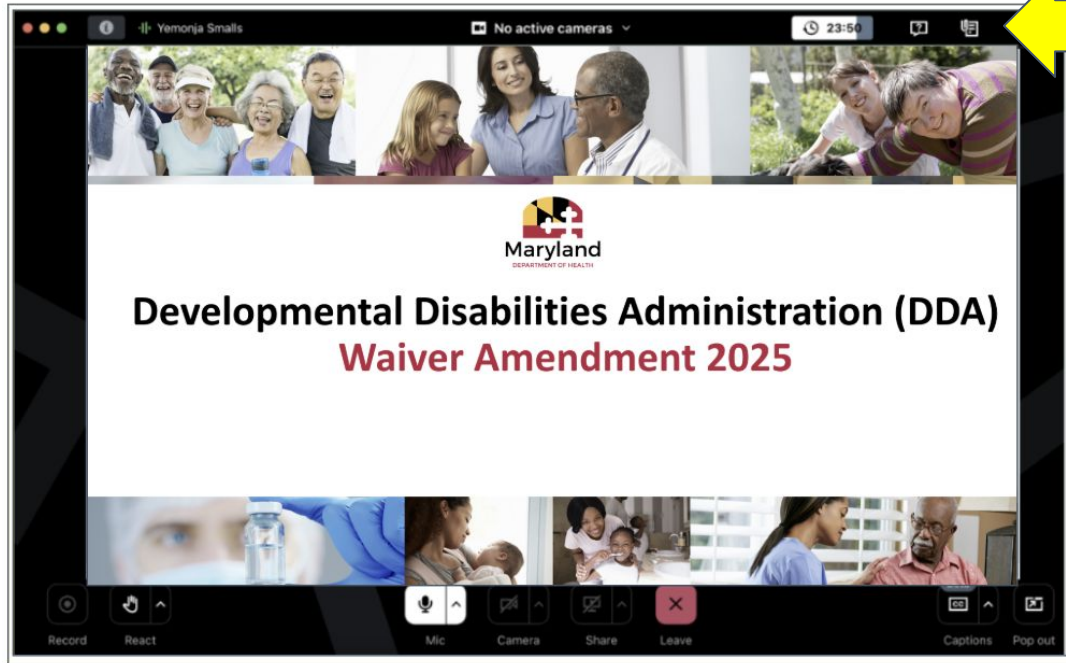 Yemonja Smalls
No active cameras
23:50
Maryland
DEPARTMENT OF HEALTH
Developmental Disabilities Administration (DDA)
Waiver Amendment 2025
Record
React
Mic
Camera
Share
Leave
CC
Captions
Pop out